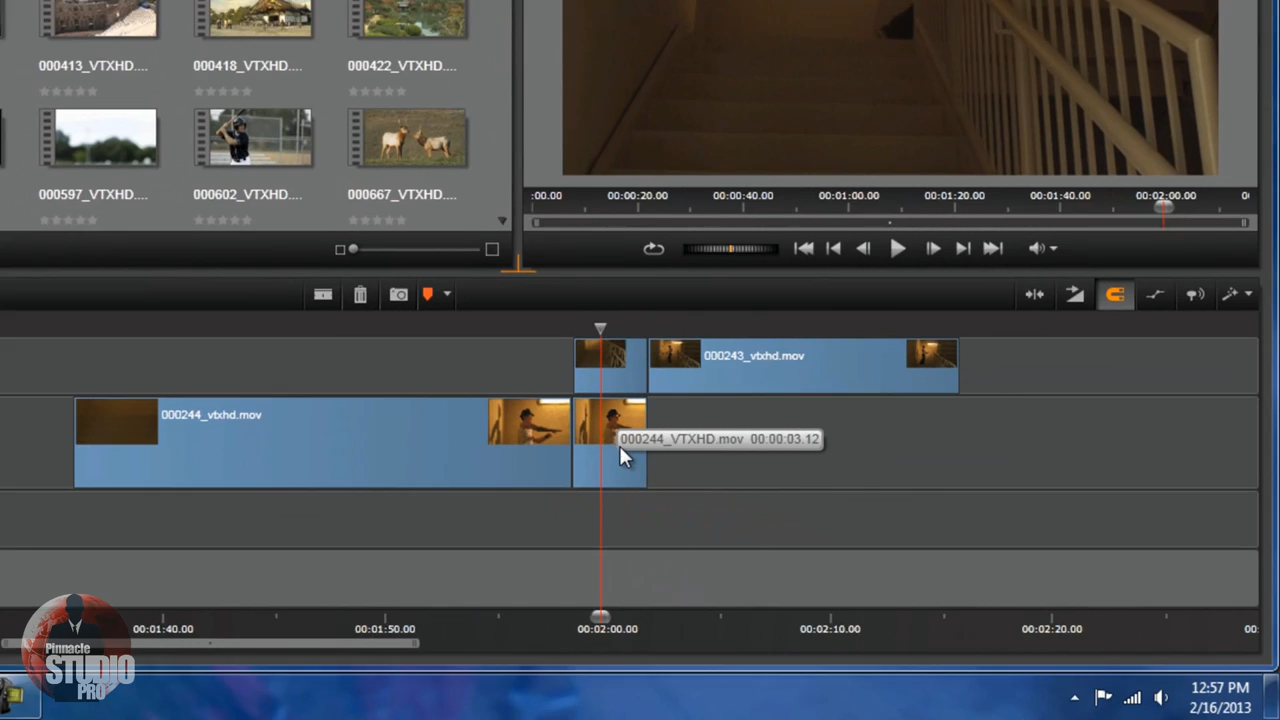 000413_VTXHD....
000418_VTXHD....
000422_VTXHD....
000597_VTXHD....
000602_VTXHD....
000667_VTXHD....
:00.00
00:00:20.00
00:00:40.00
00:01:00.00
00:01:20.00
00:01:40.00
00:02:00.00
000243_vtxhd.mov
000244_vtxhd.mov
000244_VTXHD.mov 00:00:03.12
00:01:40.00
00:01:50.00
00:02:00.00
00:02:10.00
00:02:20.00
00:
Pinnacle
STUDIO
PRO
12:57 PM
2/16/2013